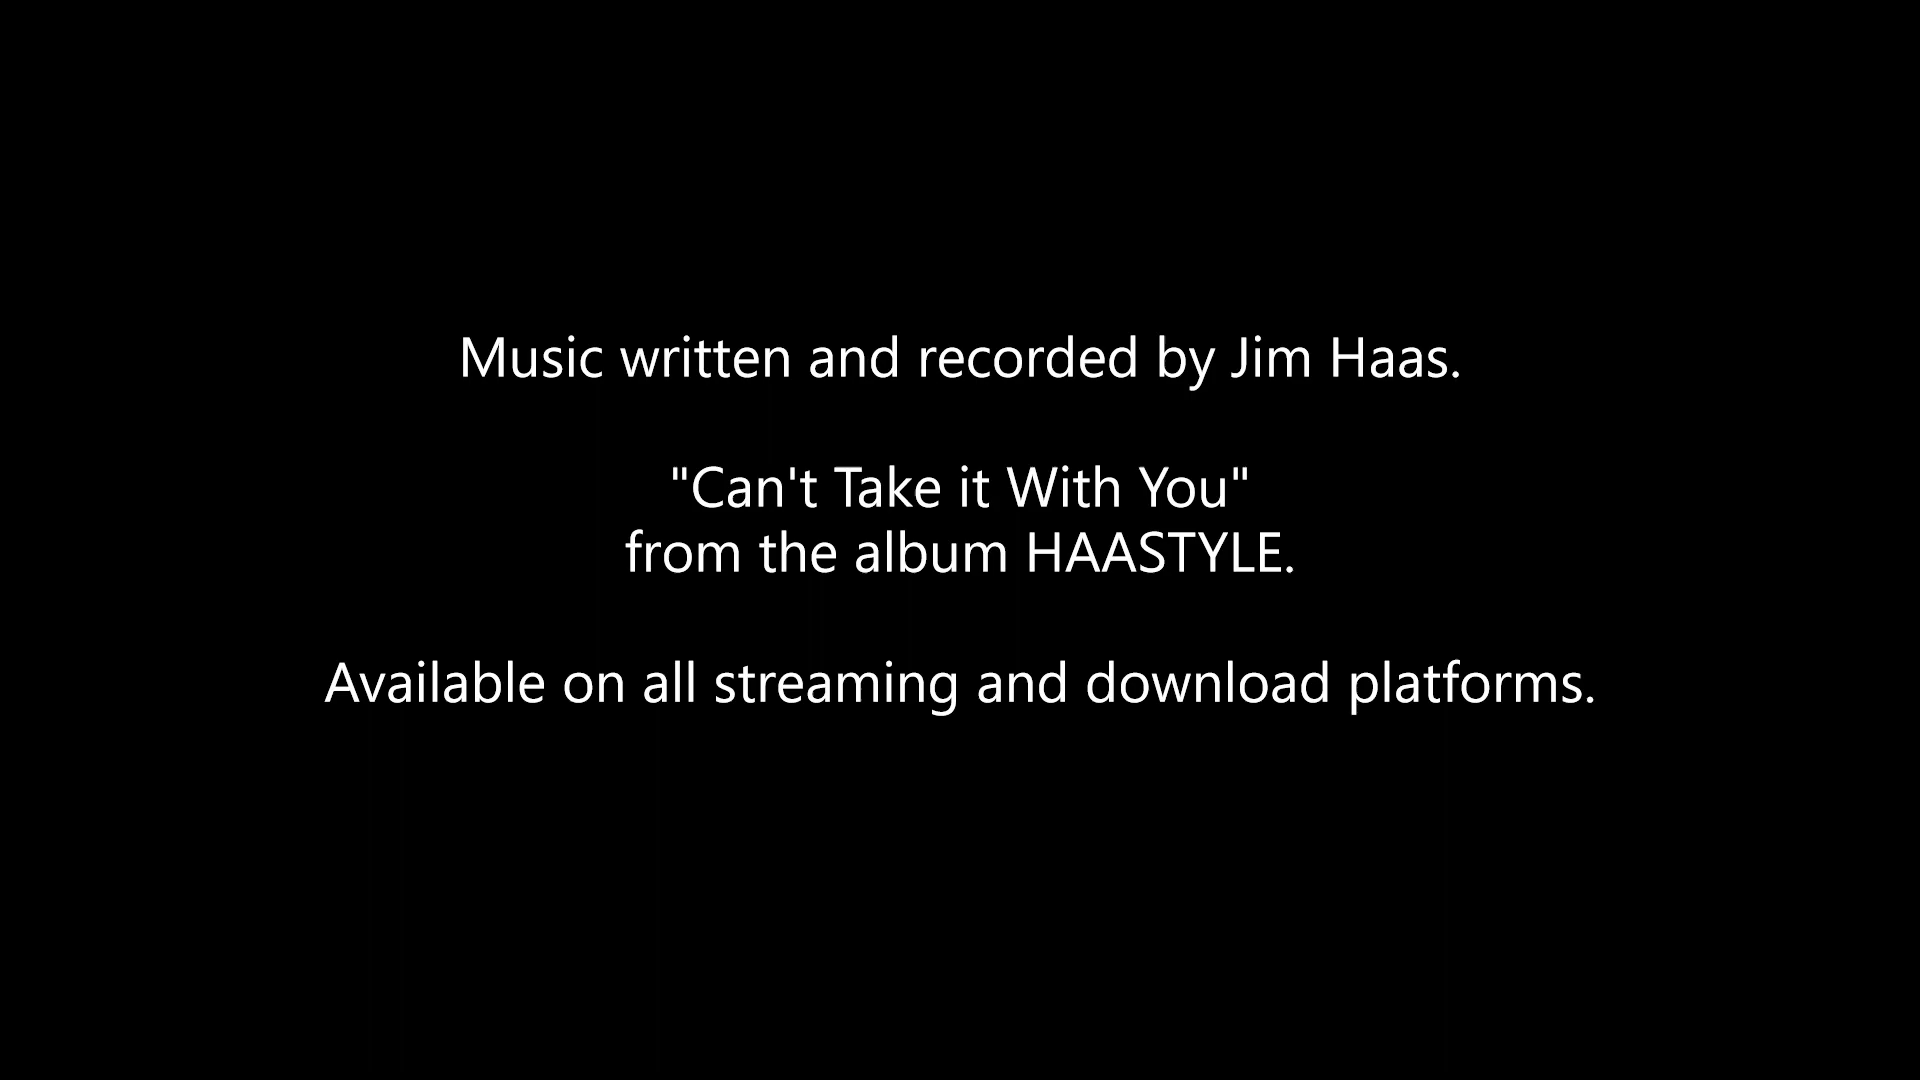 Music written and recorded by Jim Haas.
"Can't Take it With You"
from the album HAASTYLE.
Available on all streaming and download platforms.